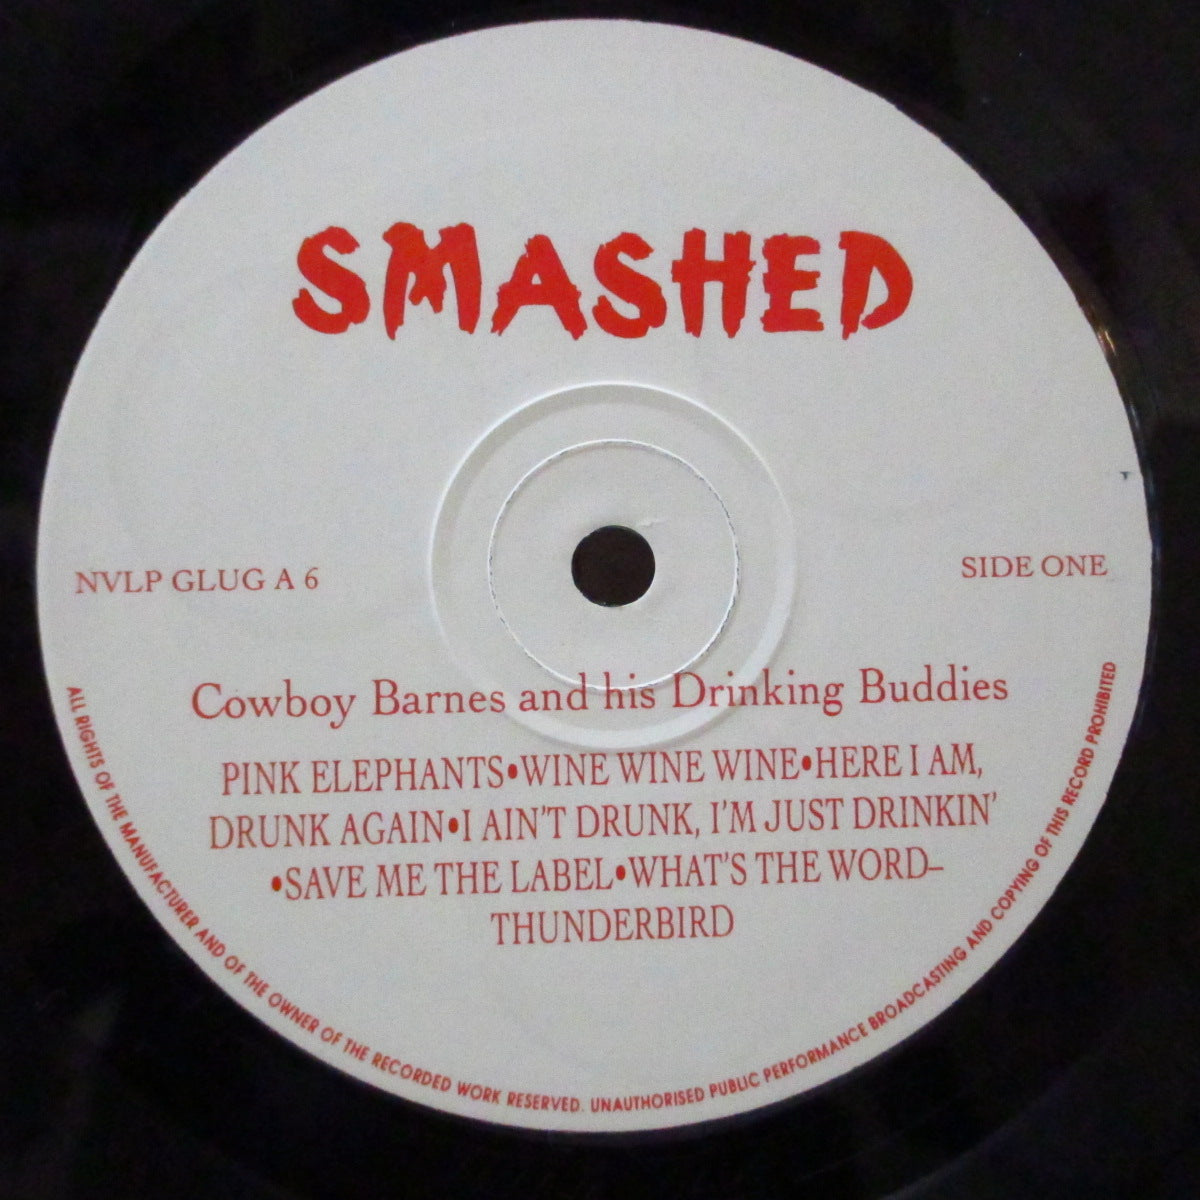 SMASHED
NVLP GLUG A 6
SIDE ONE
Cowboy Barnes and his Drinking Buddies
PINK ELEPHANTS•WINE WINE WINE•HERE I AM,
DRUNK AGAIN•I AIN'T DRUNK, I'M JUST DRINKIN'
•SAVE ME THE LABEL•WHAT'S THE WORD–
THUNDERBIRD
ALL RIGHTS OF THE MANUFACTURER AND OF THE OWNER OF THE RECORDED WORK RESERVED. UNAUTHORISED PUBLIC PERFORMANCE BROADCASTING AND COPYING OF THIS RECORD PROHIBITED